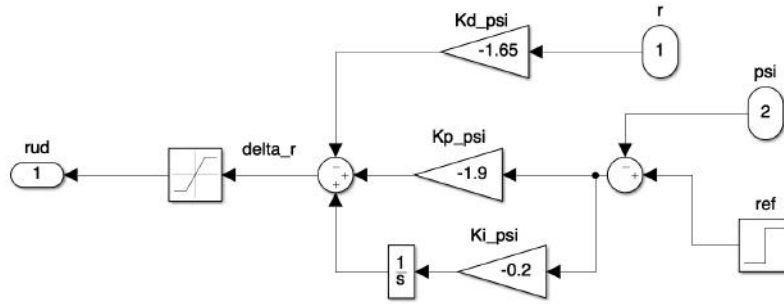 r
Kd_psi
-1.65
1
psi
2
rud
1
delta_r
Kp_psi
-1.9
ref
Ki_psi
-0.2
1
s
−
+
+
−
+